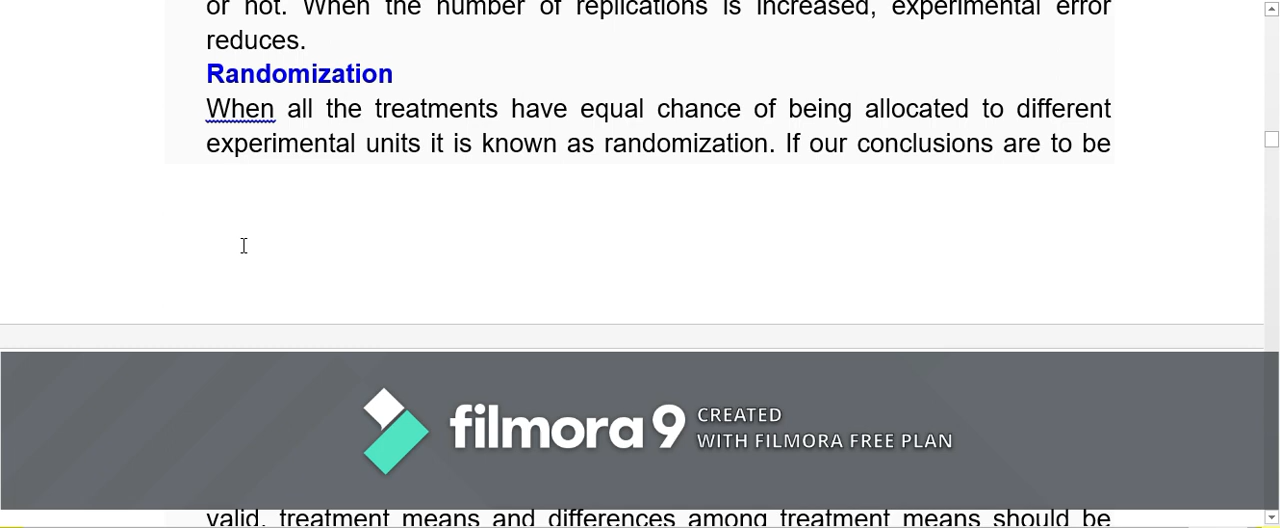 or not. When the number of replications is increased, experimental error
reduces.
Randomization
When all the treatments have equal chance of being allocated to different
experimental units it is known as randomization. If our conclusions are to be
filmora 9 CREATED
WITH FILMORA FREE PLAN
valid, treatment means and differences among treatment means should be